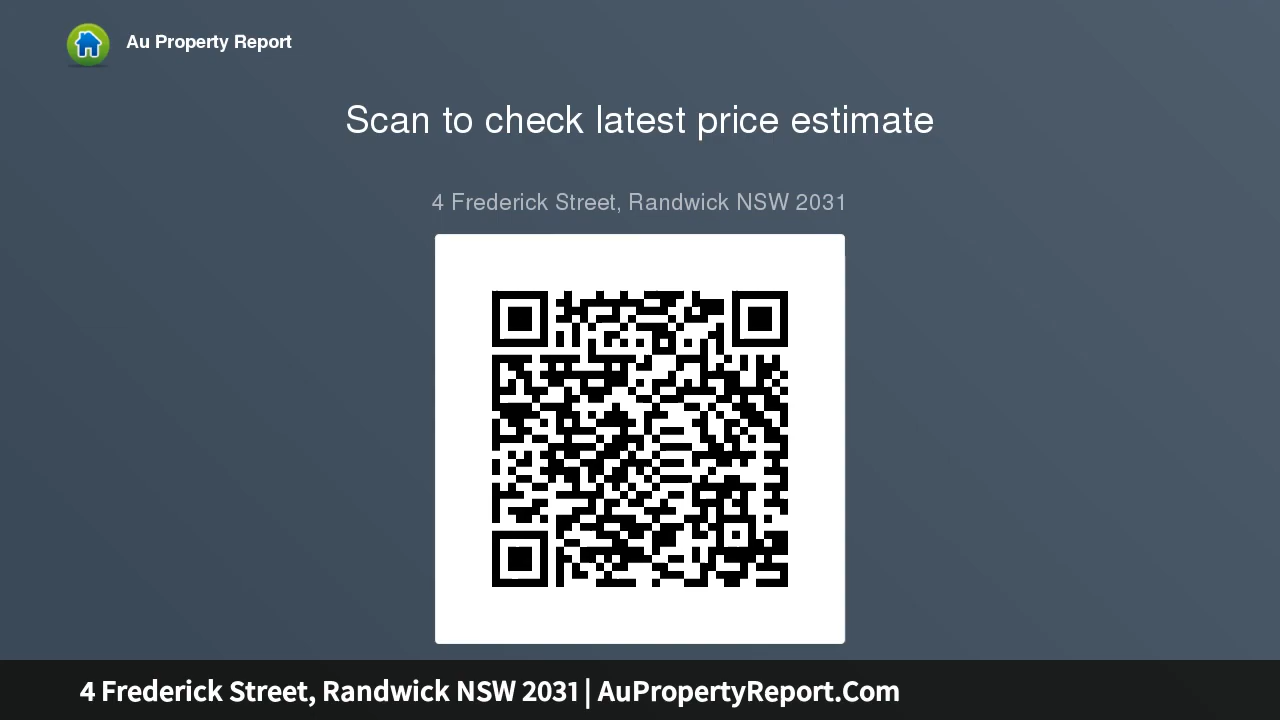 Au Property Report
Scan to check latest price estimate
4 Frederick Street, Randwick NSW 2031
4 Frederick Street, Randwick NSW 2031 | AuPropertyReport.Com